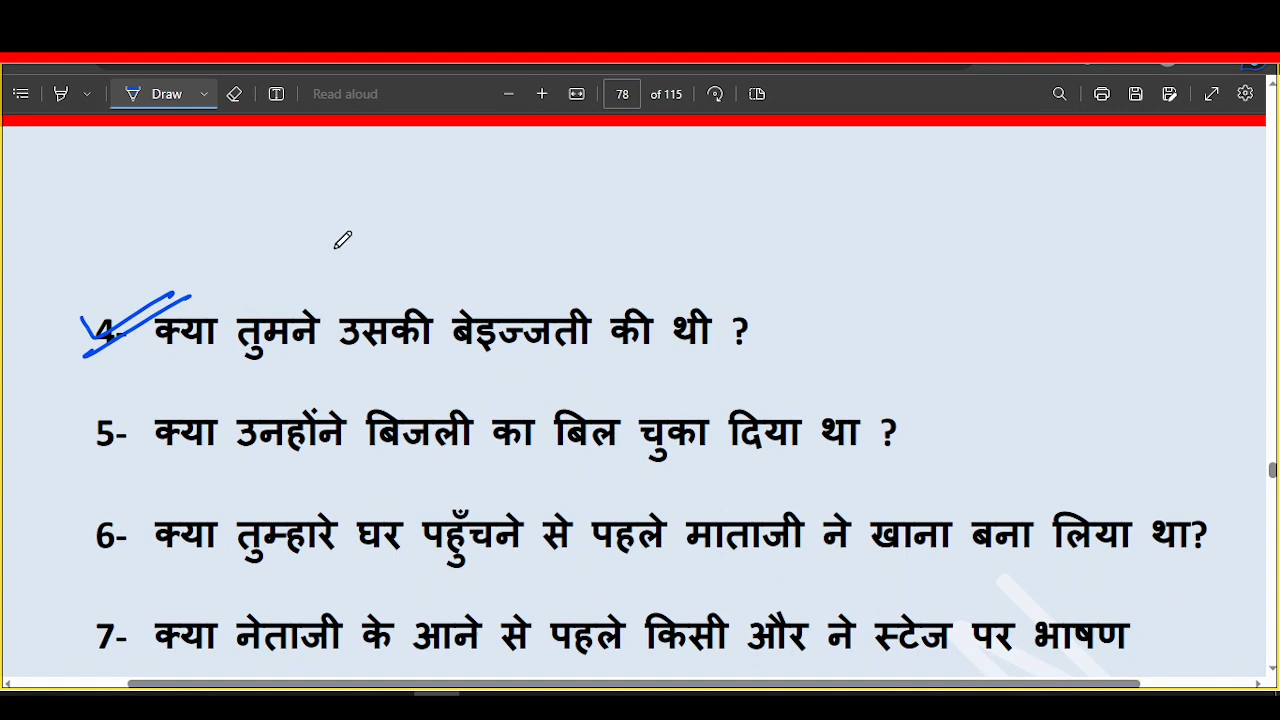 Draw
Read aloud
78 of 115
4- क्या तुमने उसकी बेइज्जती की थी ?
5- क्या उनहोंने बिजली का बिल चुका दिया था ?
6- क्या तुम्हारे घर पहुँचने से पहले माताजी ने खाना बना लिया था?
7- क्या नेताजी के आने से पहले किसी और ने स्टेज पर भाषण